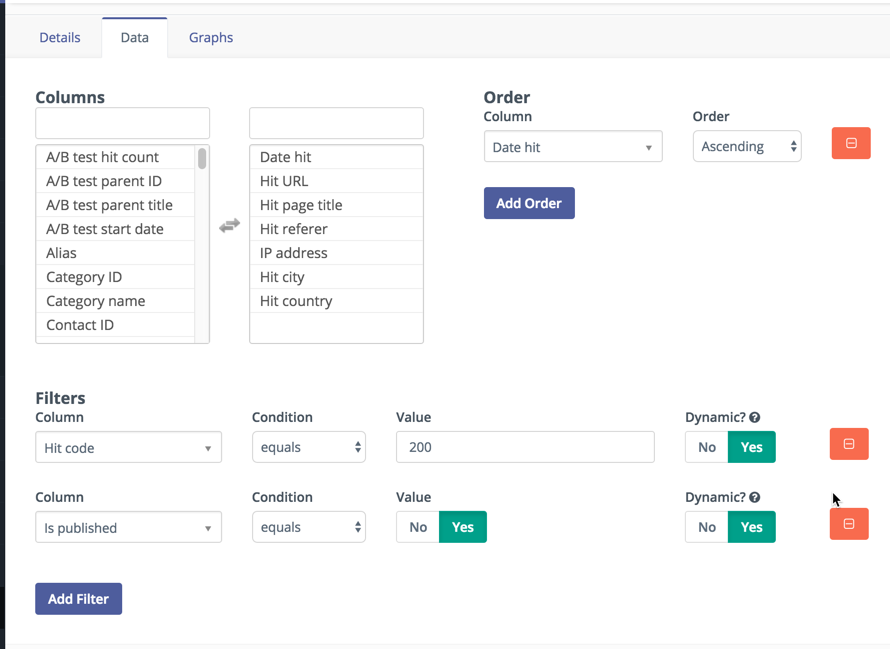 Details Data Graphs
Columns
A/B test hit count
A/B test parent ID
A/B test parent title
A/B test start date
Alias
Category ID
Category name
Contact ID
Date hit
Hit URL
Hit page title
Hit referer
IP address
Hit city
Hit country
Order
Column Order
Date hit Ascending
Add Order
Filters
Column Condition Value Dynamic?
Hit code equals 200 No Yes
Column Condition Value Dynamic?
Is published equals No Yes No Yes
Add Filter